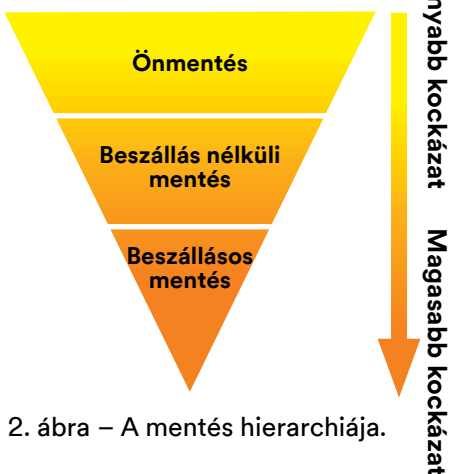 Önmentés
Beszállás nélküli
mentés
Beszállásos
mentés
kockázat Magasabb kockázat
2. ábra – A mentés hierarchiája.